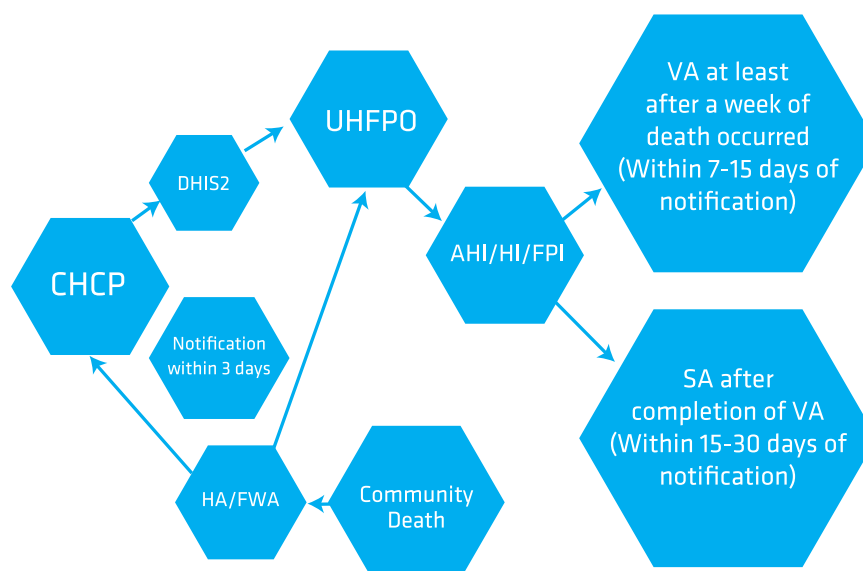 VA at least
after a week of
death occurred
(Within 7-15 days of
notification)
UHFPO
DHIS2
AHI/HI/FPI
CHCP
Notification
within 3 days
SA after
completion of VA
(Within 15-30 days of
notification)
HA/FWA
Community
Death